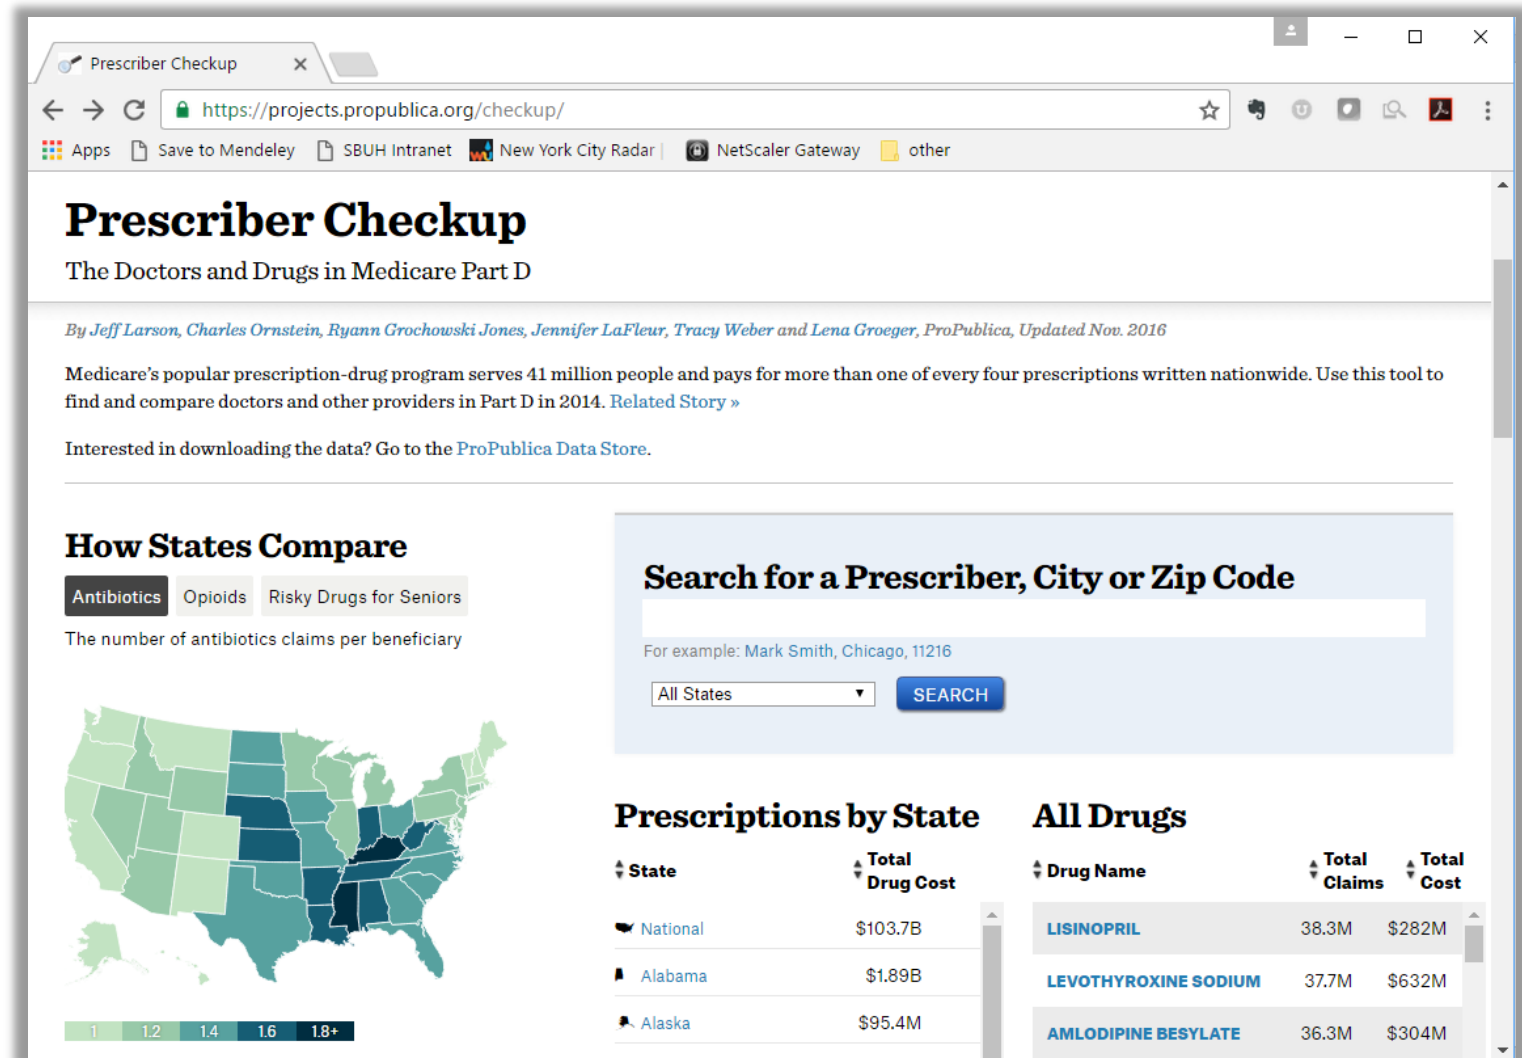 Prescriber Checkup
https://projects.propublica.org/checkup/
Apps Save to Mendeley SBUH Intranet New York City Radar | NetScaler Gateway other
Prescriber Checkup
The Doctors and Drugs in Medicare Part D
By Jeff Larson, Charles Ornstein, Ryann Grochowski Jones, Jennifer LaFleur, Tracy Weber and Lena Groeger, ProPublica, Updated Nov. 2016
Medicare's popular prescription-drug program serves 41 million people and pays for more than one of every four prescriptions written nationwide. Use this tool to
find and compare doctors and other providers in Part D in 2014. Related Story »
Interested in downloading the data? Go to the ProPublica Data Store.
How States Compare
Antibiotics Opioids Risky Drugs for Seniors
The number of antibiotics claims per beneficiary
1 1.2 1.4 1.6 1.8+
Search for a Prescriber, City or Zip Code
For example: Mark Smith, Chicago, 11216
All States SEARCH
Prescriptions by State
State Total Drug Cost
National $103.7B
Alabama $1.89B
Alaska $95.4M
All Drugs
Drug Name Total Claims Total Cost
LISINOPRIL 38.3M $282M
LEVOTHYROXINE SODIUM 37.7M $632M
AMLODIPINE BESYLATE 36.3M $304M